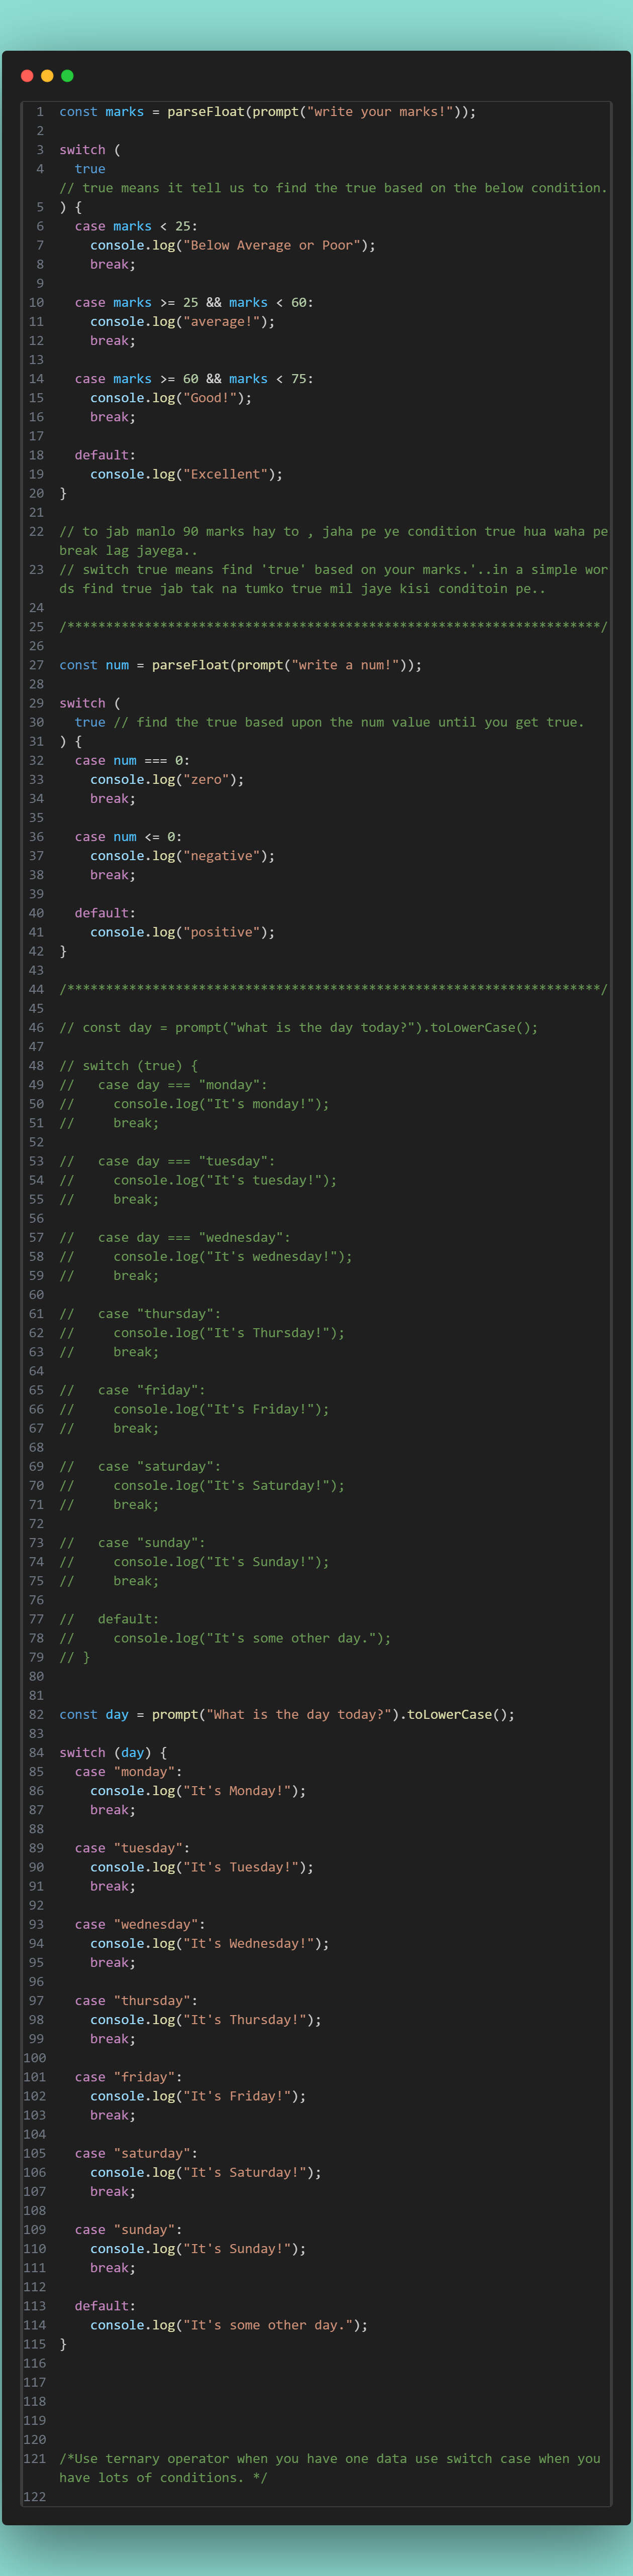 1 const marks = parseFloat(prompt("write your marks!"));
2
3 switch (
4   true
// true means it tell us to find the true based on the below condition.
5 ) {
6   case marks < 25:
7     console.log("Below Average or Poor");
8     break;
9
10   case marks >= 25 && marks < 60:
11     console.log("average!");
12     break;
13
14   case marks >= 60 && marks < 75:
15     console.log("Good!");
16     break;
17
18   default:
19     console.log("Excellent");
20 }
21
22 // to jab manlo 90 marks hay to , jaha pe ye condition true hua waha pe
break lag jayega..
23 // switch true means find 'true' based on your marks.'..in a simple wor
ds find true jab tak na tumko true mil jaye kisi conditoin pe..
24
25 /*********************************************************************/
26
27 const num = parseFloat(prompt("write a num!"));
28
29 switch (
30   true // find the true based upon the num value until you get true.
31 ) {
32   case num === 0:
33     console.log("zero");
34     break;
35
36   case num <= 0:
37     console.log("negative");
38     break;
39
40   default:
41     console.log("positive");
42 }
43
44 /*********************************************************************/
45
46 // const day = prompt("what is the day today?").toLowerCase();
47
48 // switch (true) {
49 //   case day === "monday":
50 //     console.log("It's monday!");
51 //     break;
52
53 //   case day === "tuesday":
54 //     console.log("It's tuesday!");
55 //     break;
56
57 //   case day === "wednesday":
58 //     console.log("It's wednesday!");
59 //     break;
60
61 //   case "thursday":
62 //     console.log("It's Thursday!");
63 //     break;
64
65 //   case "friday":
66 //     console.log("It's Friday!");
67 //     break;
68
69 //   case "saturday":
70 //     console.log("It's Saturday!");
71 //     break;
72
73 //   case "sunday":
74 //     console.log("It's Sunday!");
75 //     break;
76
77 //   default:
78 //     console.log("It's some other day.");
79 // }
80
81
82 const day = prompt("What is the day today?").toLowerCase();
83
84 switch (day) {
85   case "monday":
86     console.log("It's Monday!");
87     break;
88
89   case "tuesday":
90     console.log("It's Tuesday!");
91     break;
92
93   case "wednesday":
94     console.log("It's Wednesday!");
95     break;
96
97   case "thursday":
98     console.log("It's Thursday!");
99     break;
100
101   case "friday":
102     console.log("It's Friday!");
103     break;
104
105   case "saturday":
106     console.log("It's Saturday!");
107     break;
108
109   case "sunday":
110     console.log("It's Sunday!");
111     break;
112
113   default:
114     console.log("It's some other day.");
115 }
116
117
118
119
120
121 /*Use ternary operator when you have one data use switch case when you
have lots of conditions. */
122